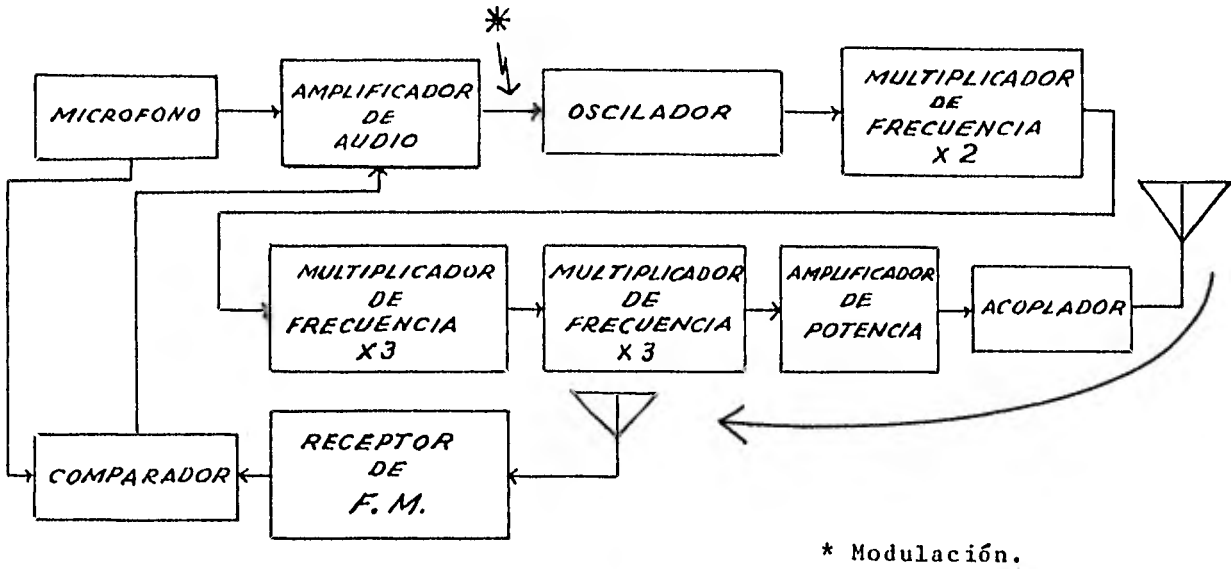 *
MICROFONO
AMPLIFICADOR
DE
AUDIO
OSCILADOR
MULTIPLICADOR
DE
FRECUENCIA
X 2
MULTIPLICADOR
DE
FRECUENCIA
X3
MULTIPLICADOR
DE
FRECUENCIA
X 3
AMPLIFICADOR
DE
POTENCIA
ACOPLADOR
COMPARADOR
RECEPTOR
DE
F. M.
* Modulación.